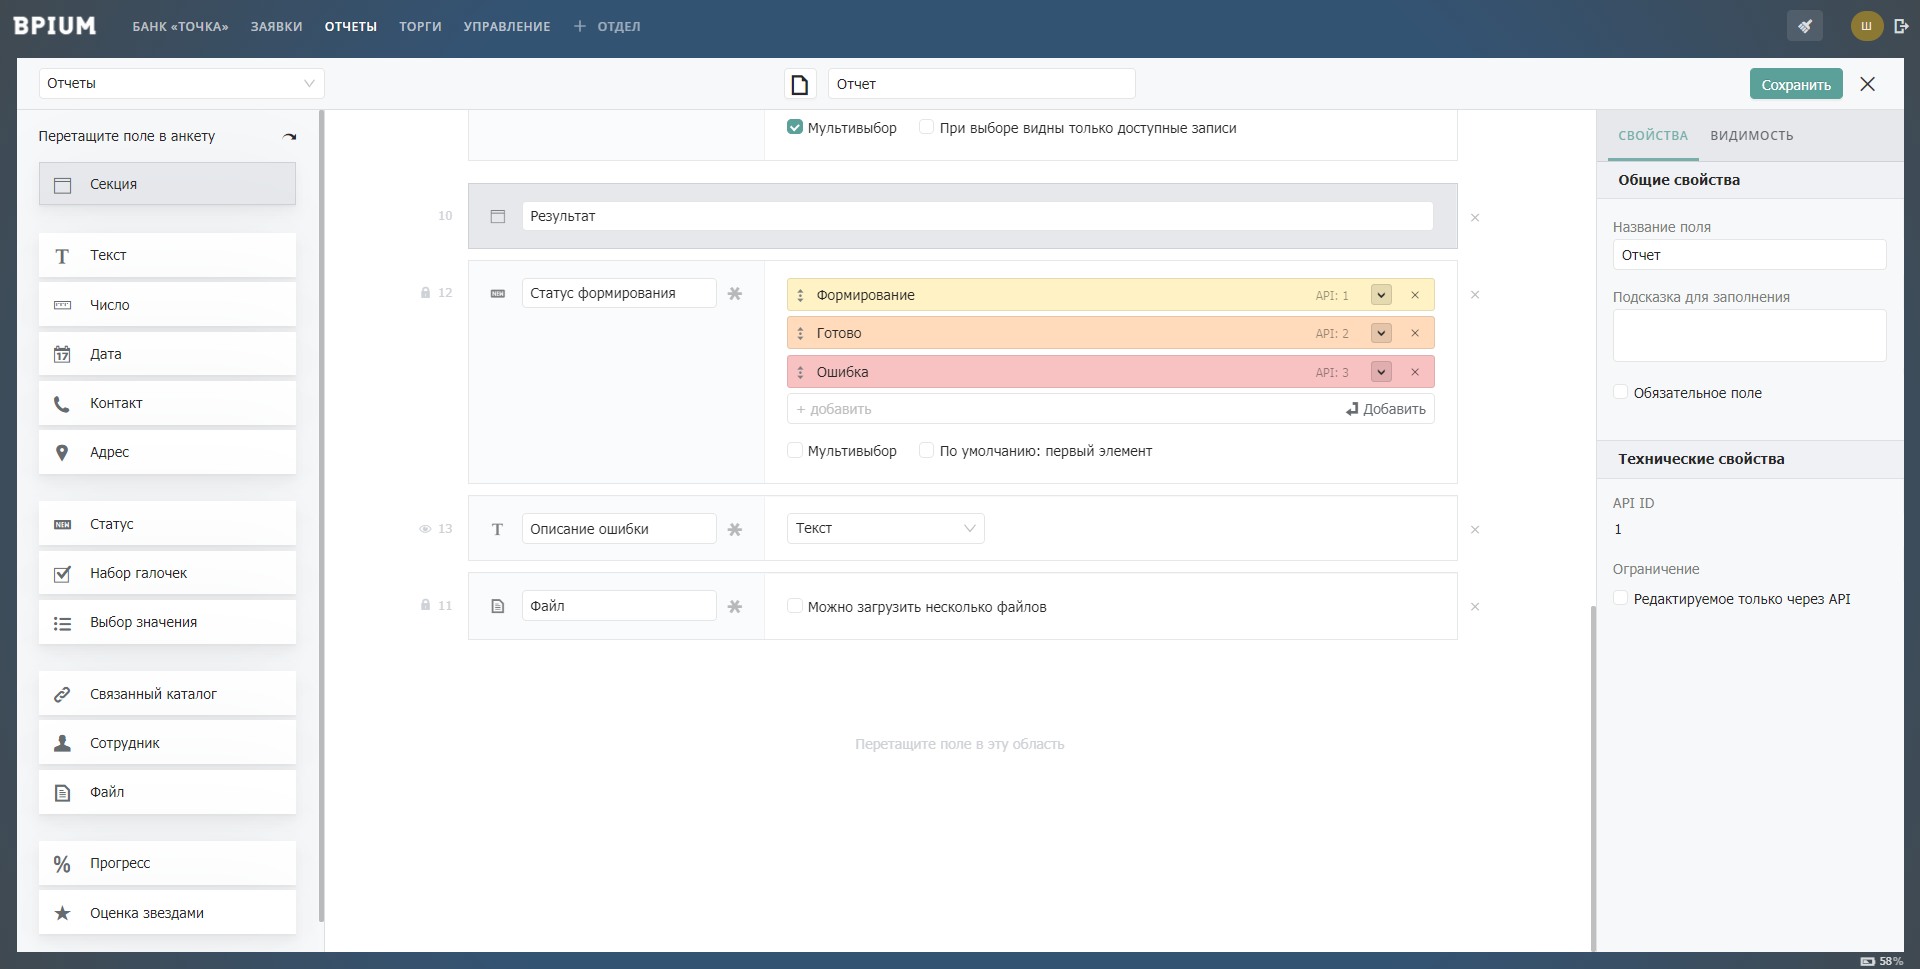 BPIUM
БАНК «ТОЧКА» ЗАЯВКИ ОТЧЕТЫ ТОРГИ УПРАВЛЕНИЕ + ОТДЕЛ
Ш
Отчеты
Отчет
Сохранить
Перетащите поле в анкету
Секция
Текст
Число
17 Дата
Контакт
Адрес
NEW Статус
Набор галочек
Выбор значения
Связанный каталог
Сотрудник
Файл
% Прогресс
Оценка звездами
Мультивыбор При выборе видны только доступные записи
10 Результат
12 NEW Статус формирования
Формирование API: 1
Готово API: 2
Ошибка API: 3
+ добавить Добавить
Мультивыбор По умолчанию: первый элемент
13 T Описание ошибки Текст
11 Файл Можно загрузить несколько файлов
Перетащите поле в эту область
СВОЙСТВА ВИДИМОСТЬ
Общие свойства
Название поля
Отчет
Подсказка для заполнения
Обязательное поле
Технические свойства
API ID
1
Ограничение
Редактируемое только через API
58%